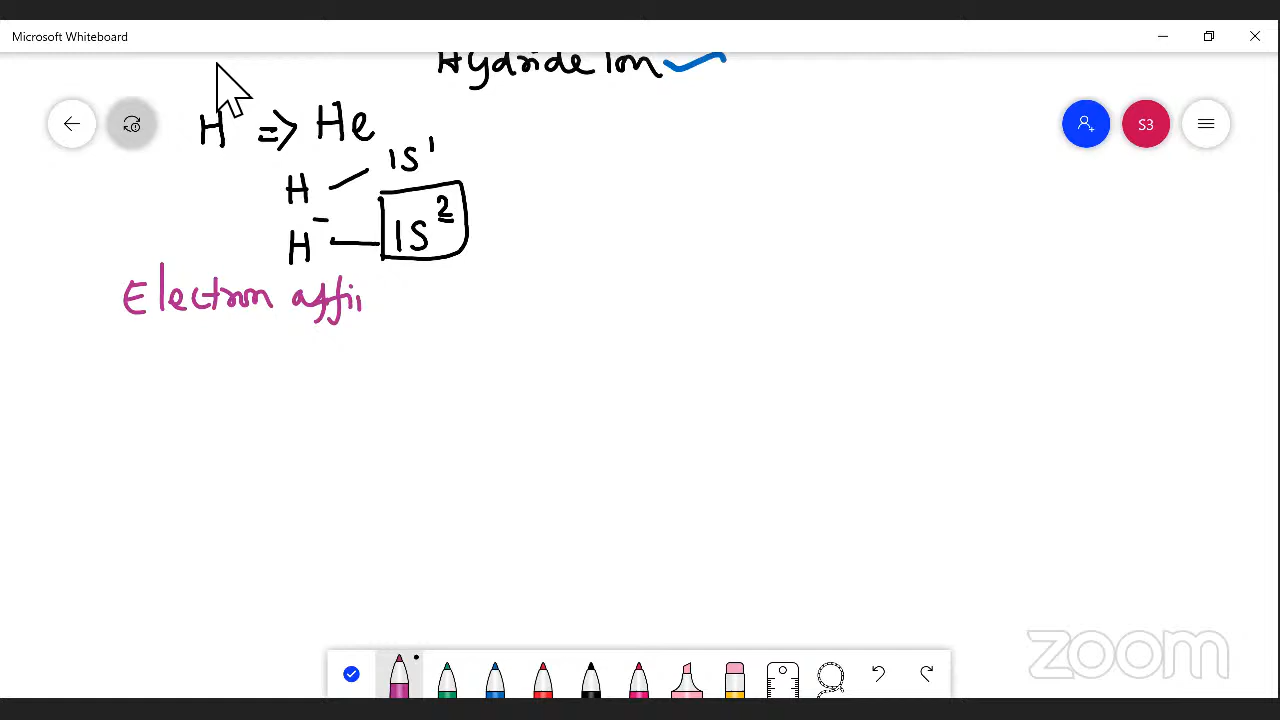 Microsoft Whiteboard
Hydride Ion
H => He
H — 1S¹
H⁻ — 1S²
Electron affi
S3
zoom